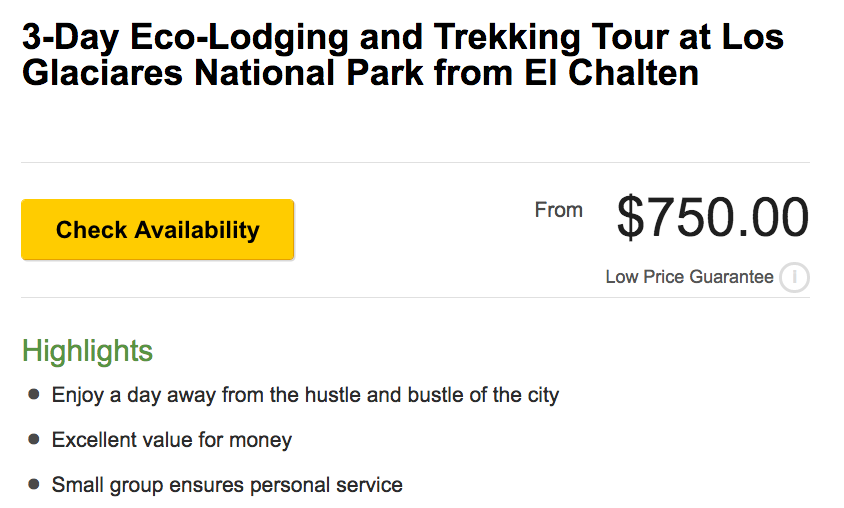 3-Day Eco-Lodging and Trekking Tour at Los
Glaciares National Park from El Chalten
Check Availability
From $750.00
Low Price Guarantee
Highlights
Enjoy a day away from the hustle and bustle of the city
Excellent value for money
Small group ensures personal service